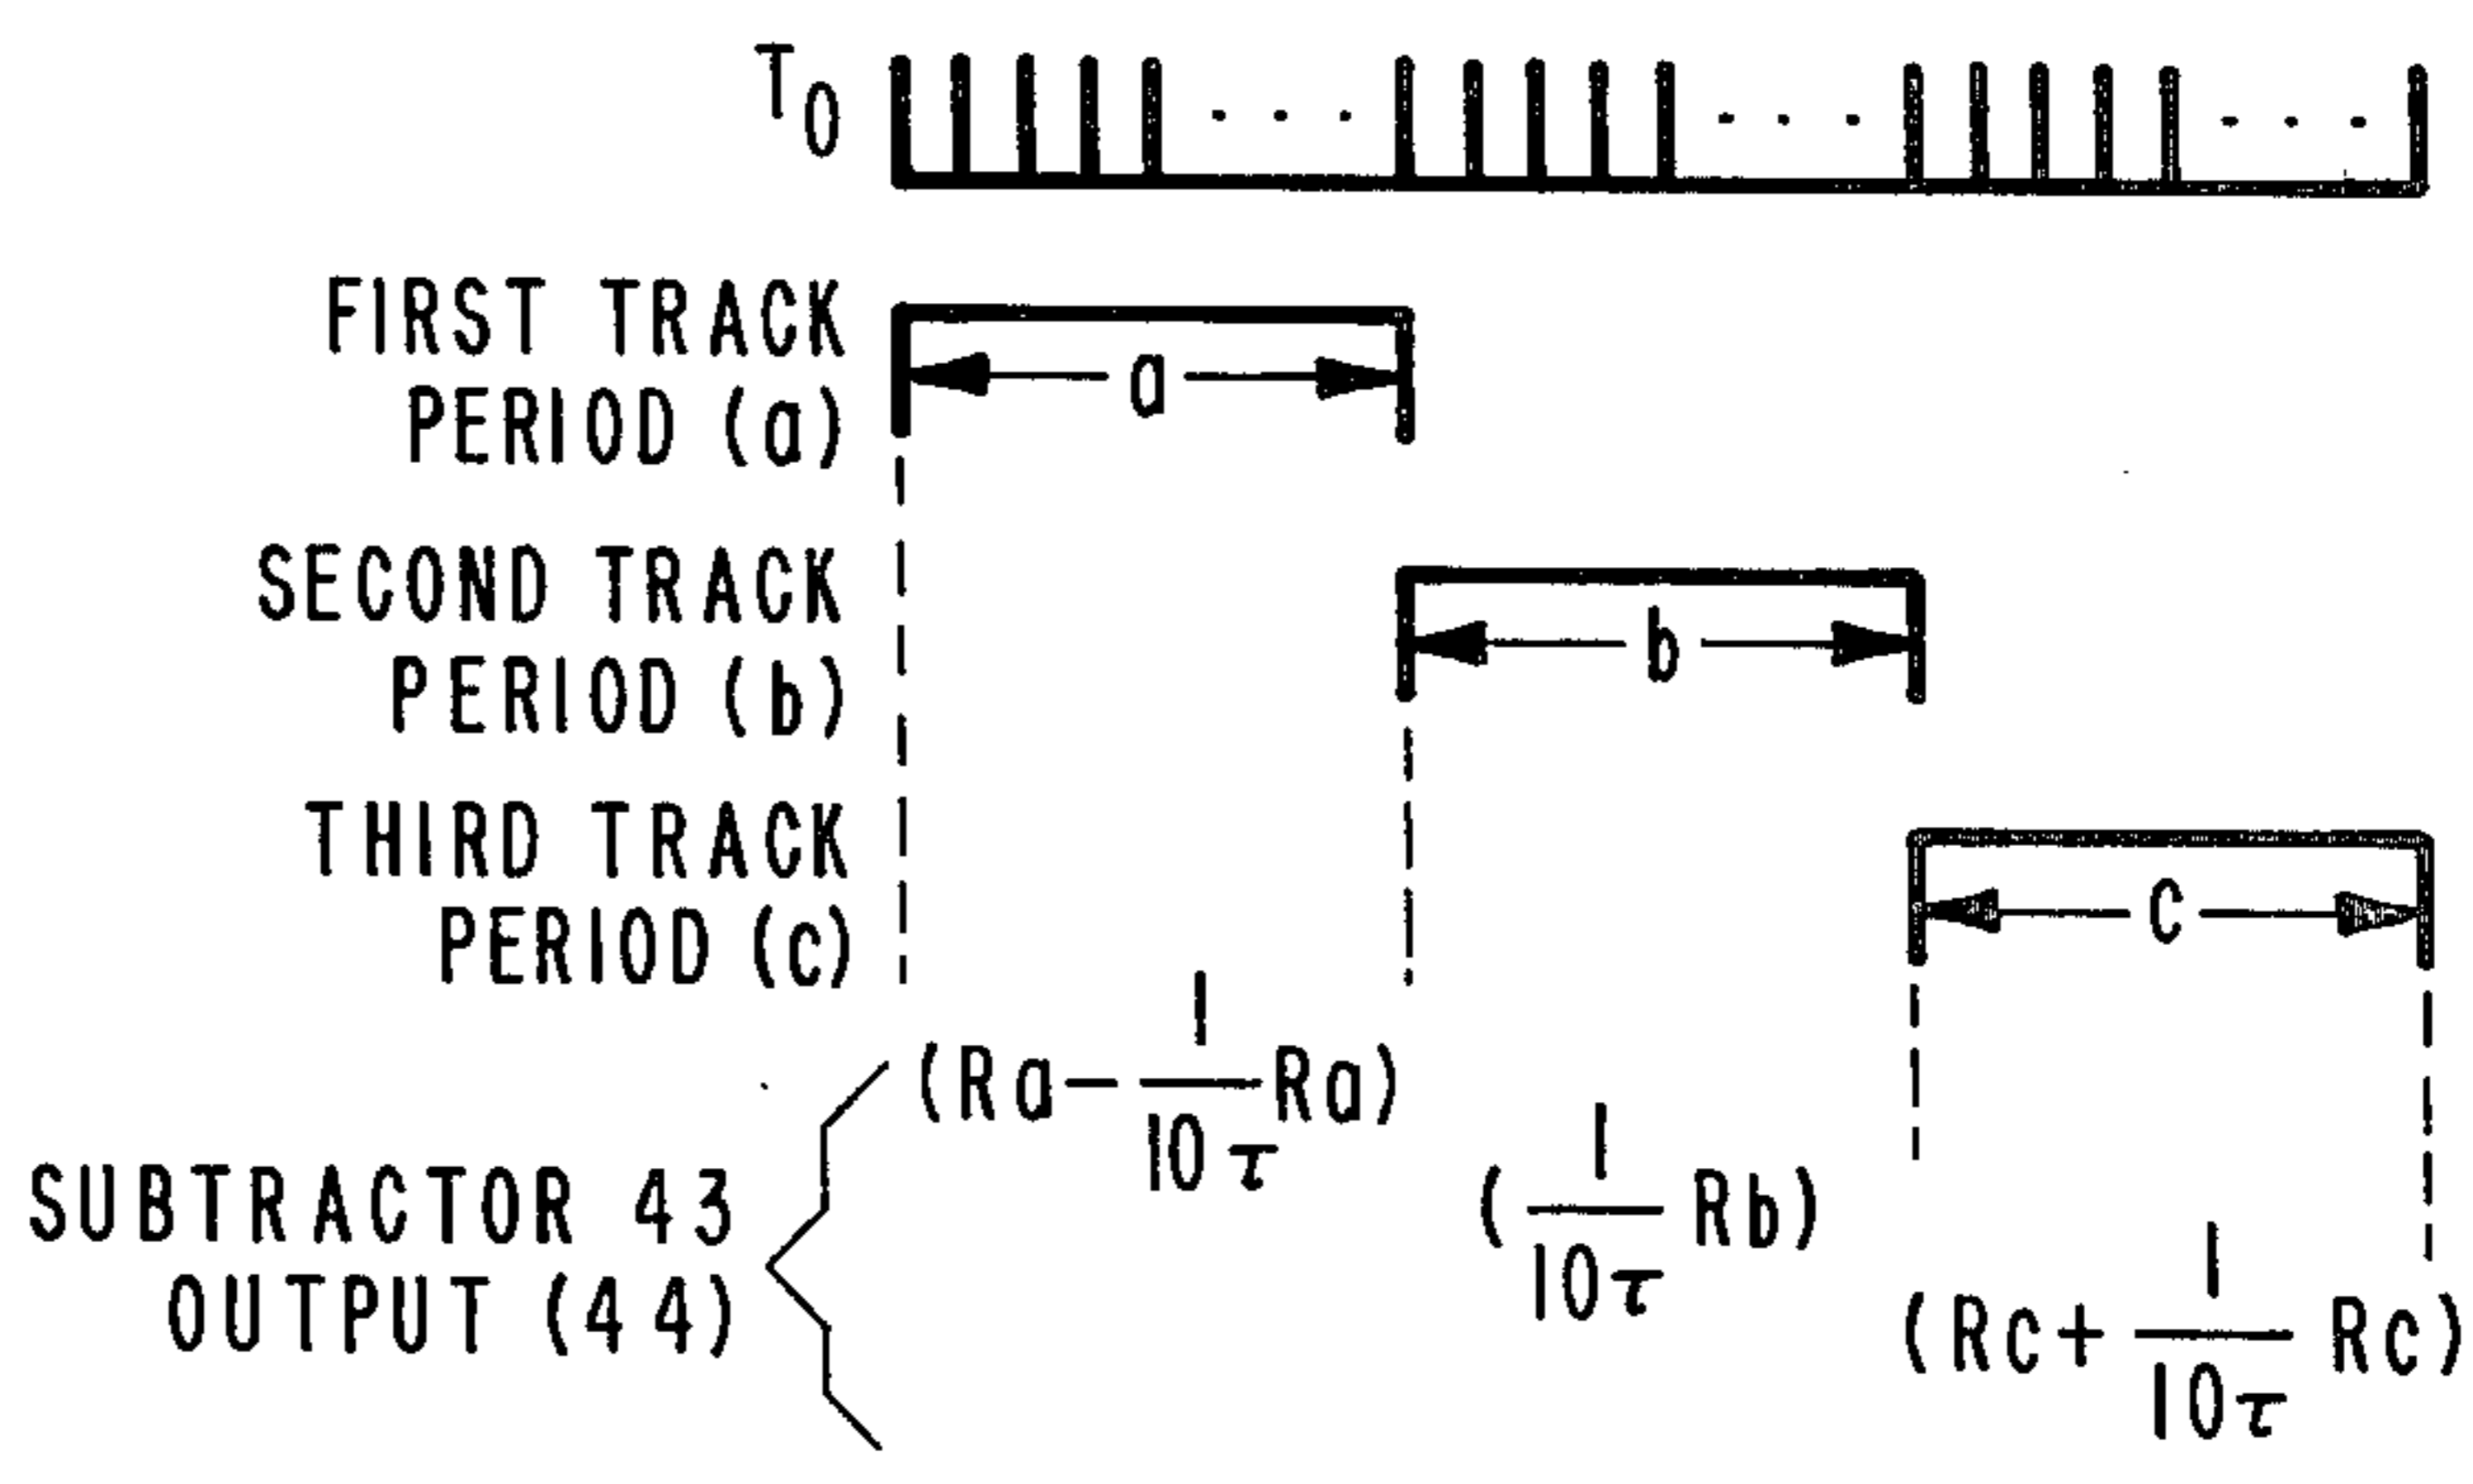 T0
FIRST TRACK
PERIOD (a)
a
SECOND TRACK
PERIOD (b)
b
THIRD TRACK
PERIOD (c)
c
SUBTRACTOR 43
OUTPUT (44)
(Ra - 1/10τ Ra)
(1/10τ Rb)
(Rc + 1/10τ Rc)